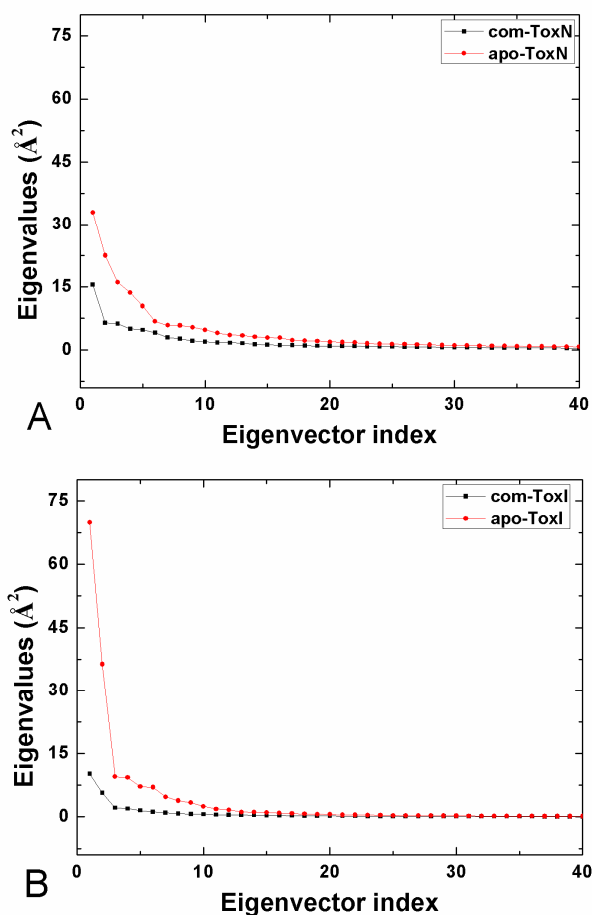 com-ToxN
apo-ToxN
75
60
45
30
15
0
Eigenvalues (Å²)
0 10 20 30 40
Eigenvector index
A
com-ToxI
apo-ToxI
75
60
45
30
15
0
Eigenvalues (Å²)
0 10 20 30 40
Eigenvector index
B